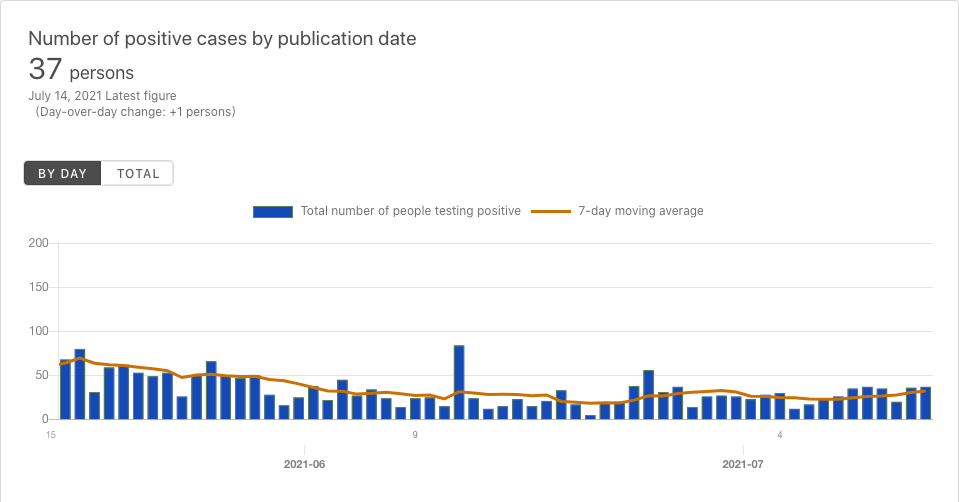 Number of positive cases by publication date
37 persons
July 14, 2021 Latest figure
(Day-over-day change: +1 persons)
BY DAY TOTAL
Total number of people testing positive 7-day moving average
200
150
100
50
0
15 9 4
2021-06 2021-07